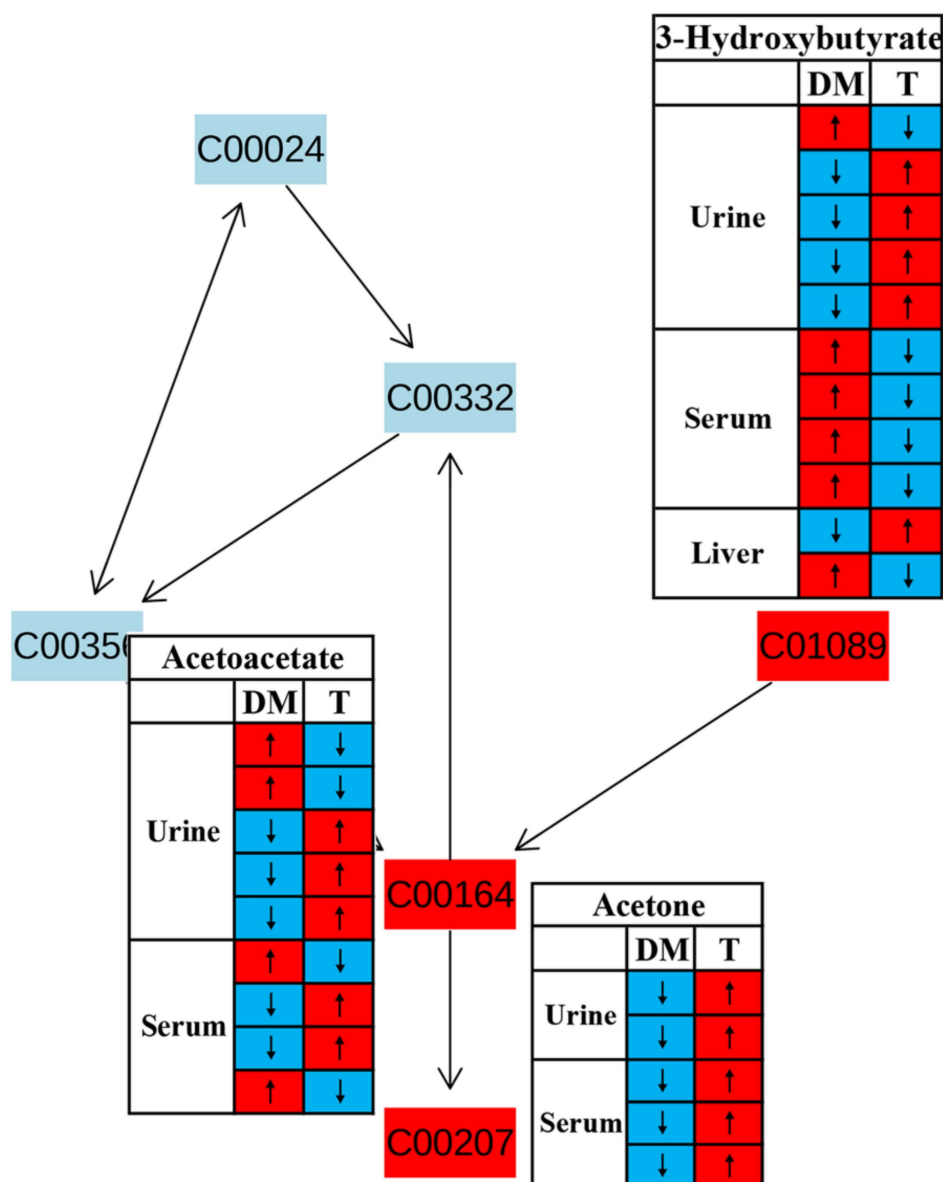 3-Hydroxybutyrate
DM T
Urine
↑ ↓
↓ ↑
↓ ↑
↓ ↑
↓ ↑
Serum
↑ ↓
↑ ↓
↑ ↓
↑ ↓
Liver
↓ ↑
↑ ↓
C00024
C00332
C00356
C01089
Acetoacetate
DM T
Urine
↑ ↓
↑ ↓
↓ ↑
↓ ↑
↓ ↑
Serum
↑ ↓
↓ ↑
↓ ↑
↑ ↓
C00164
Acetone
DM T
Urine
↓ ↑
↓ ↑
Serum
↓ ↑
↓ ↑
↓ ↑
C00207